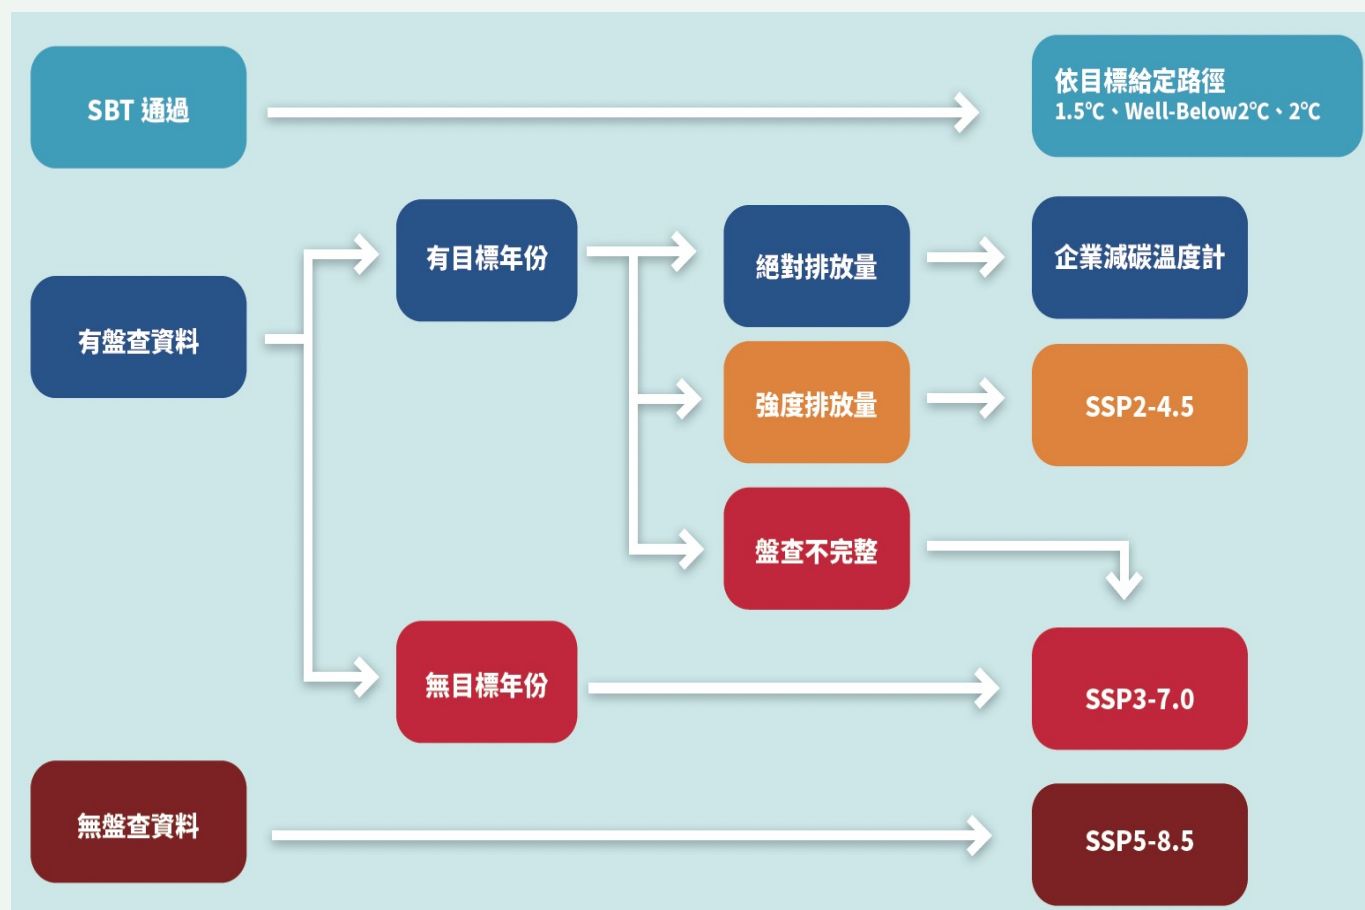 SBT 通過
依目標給定路徑
1.5°C、Well-Below2°C、2°C
有盤查資料
有目標年份
絕對排放量
企業減碳溫度計
強度排放量
SSP2-4.5
盤查不完整
無目標年份
SSP3-7.0
無盤查資料
SSP5-8.5